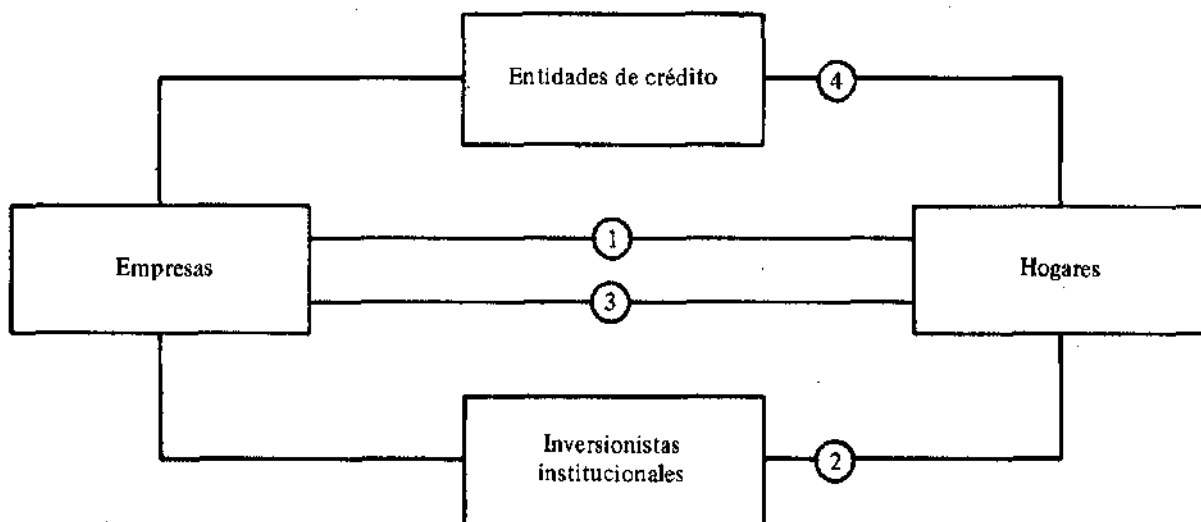 Entidades de crédito
4
1
Empresas
Hogares
3
Inversionistas
institucionales
2